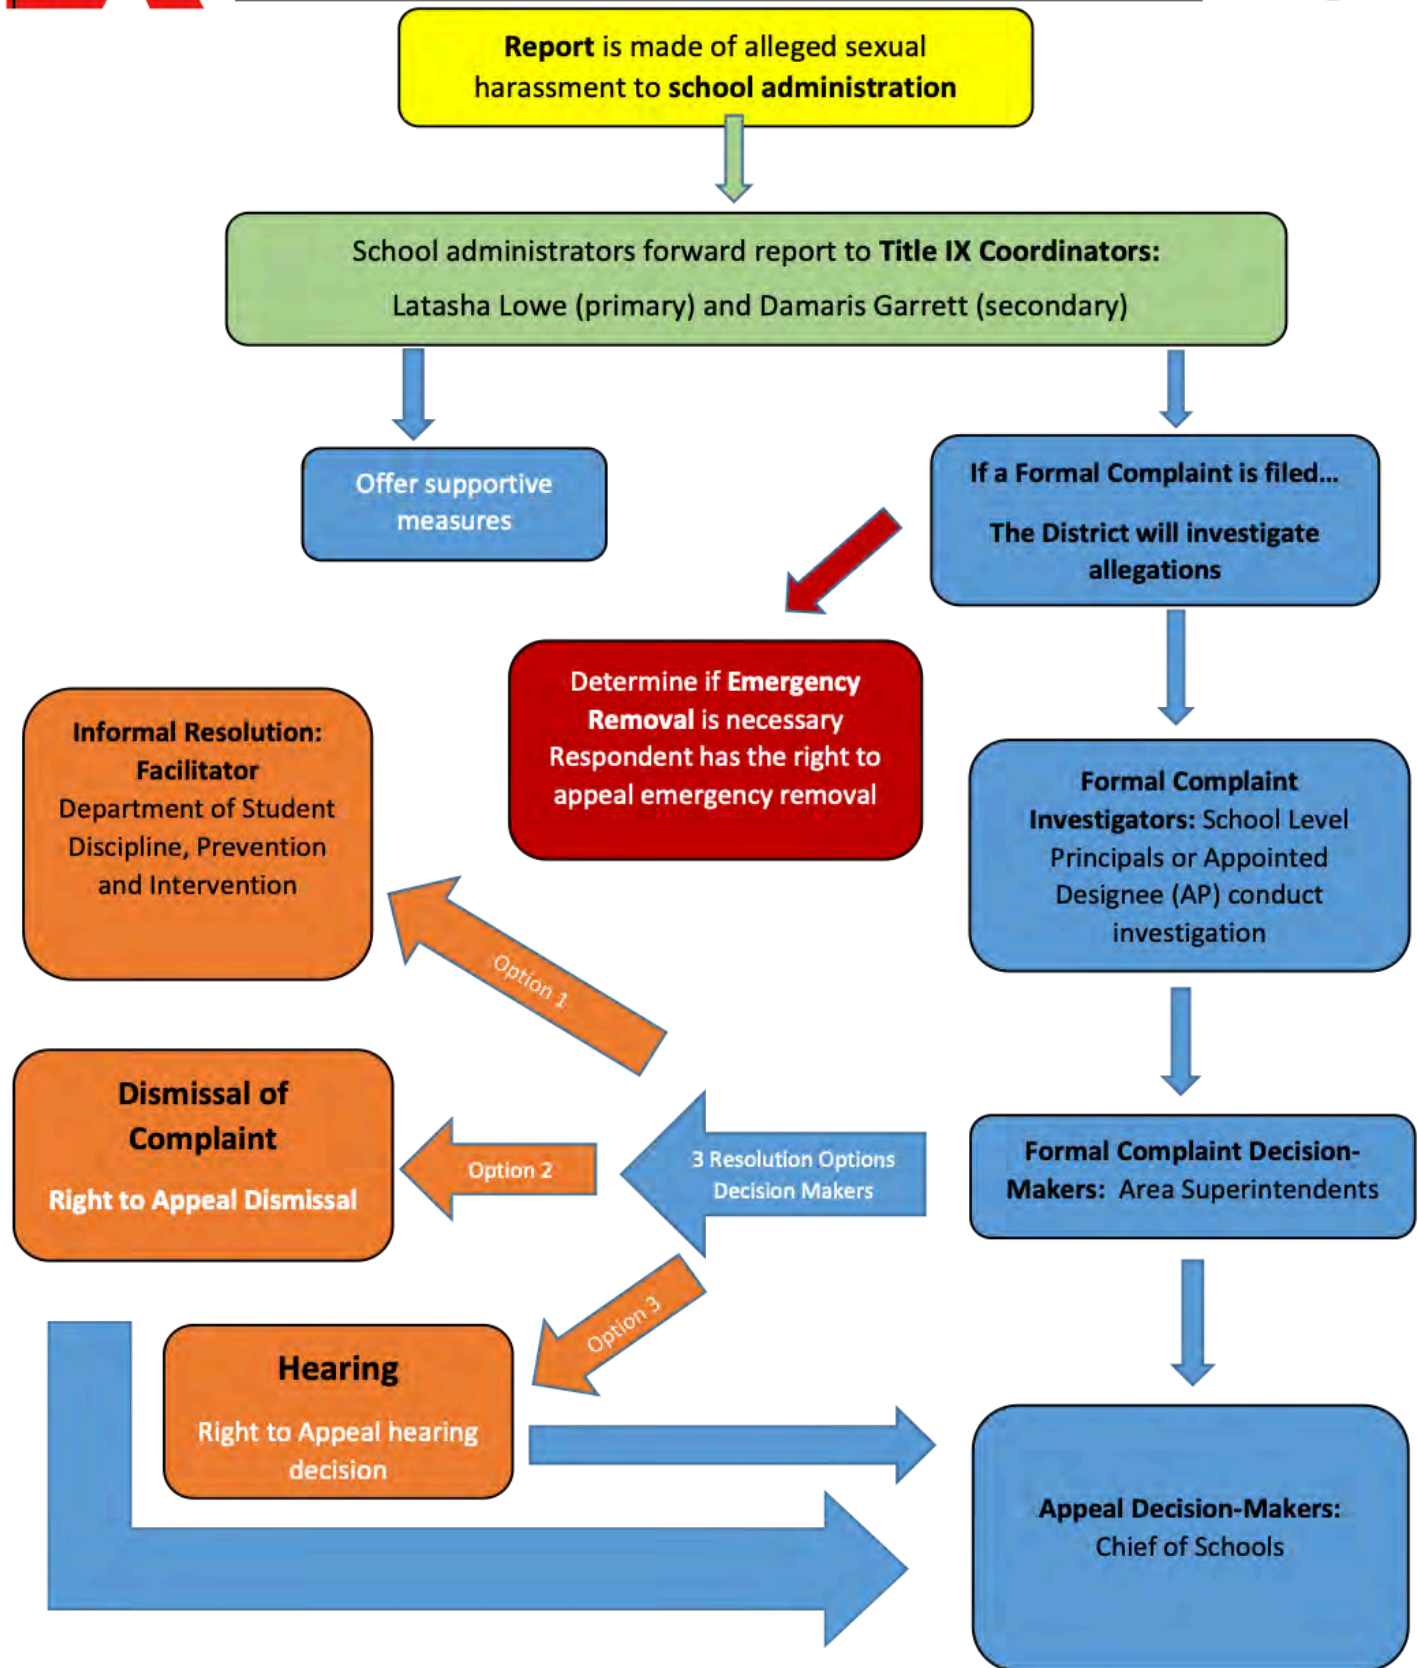 Report is made of alleged sexual
harassment to school administration
School administrators forward report to Title IX Coordinators:
Latasha Lowe (primary) and Damaris Garrett (secondary)
Offer supportive
measures
If a Formal Complaint is filed...
The District will investigate
allegations
Determine if Emergency
Removal is necessary
Respondent has the right to
appeal emergency removal
Informal Resolution:
Facilitator
Department of Student
Discipline, Prevention
and Intervention
Formal Complaint
Investigators: School Level
Principals or Appointed
Designee (AP) conduct
investigation
Option 1
Dismissal of
Complaint
Right to Appeal Dismissal
Option 2
3 Resolution Options
Decision Makers
Formal Complaint Decision-
Makers: Area Superintendents
Option 3
Hearing
Right to Appeal hearing
decision
Appeal Decision-Makers:
Chief of Schools